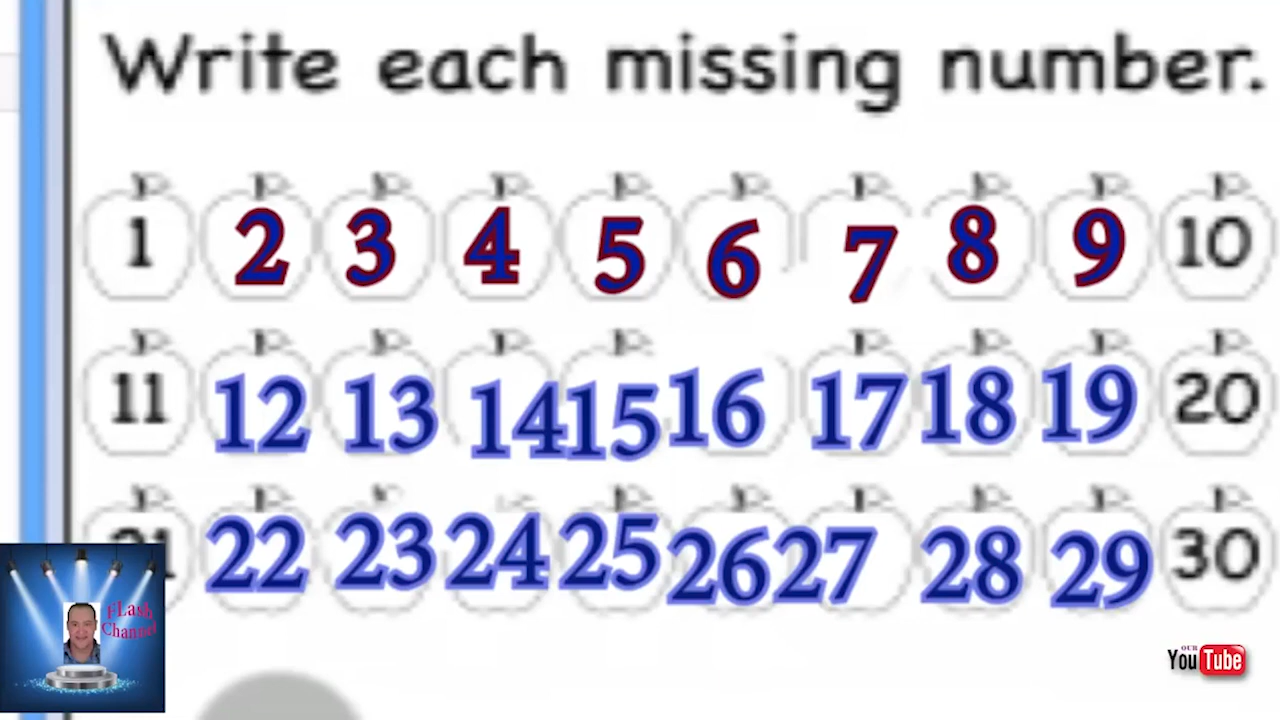 Write each missing number.
1 2 3 4 5 6 7 8 9 10
11 12 13 14 15 16 17 18 19 20
22 23 24 25 26 27 28 29 30
fLash
Channel
OUR
YouTube